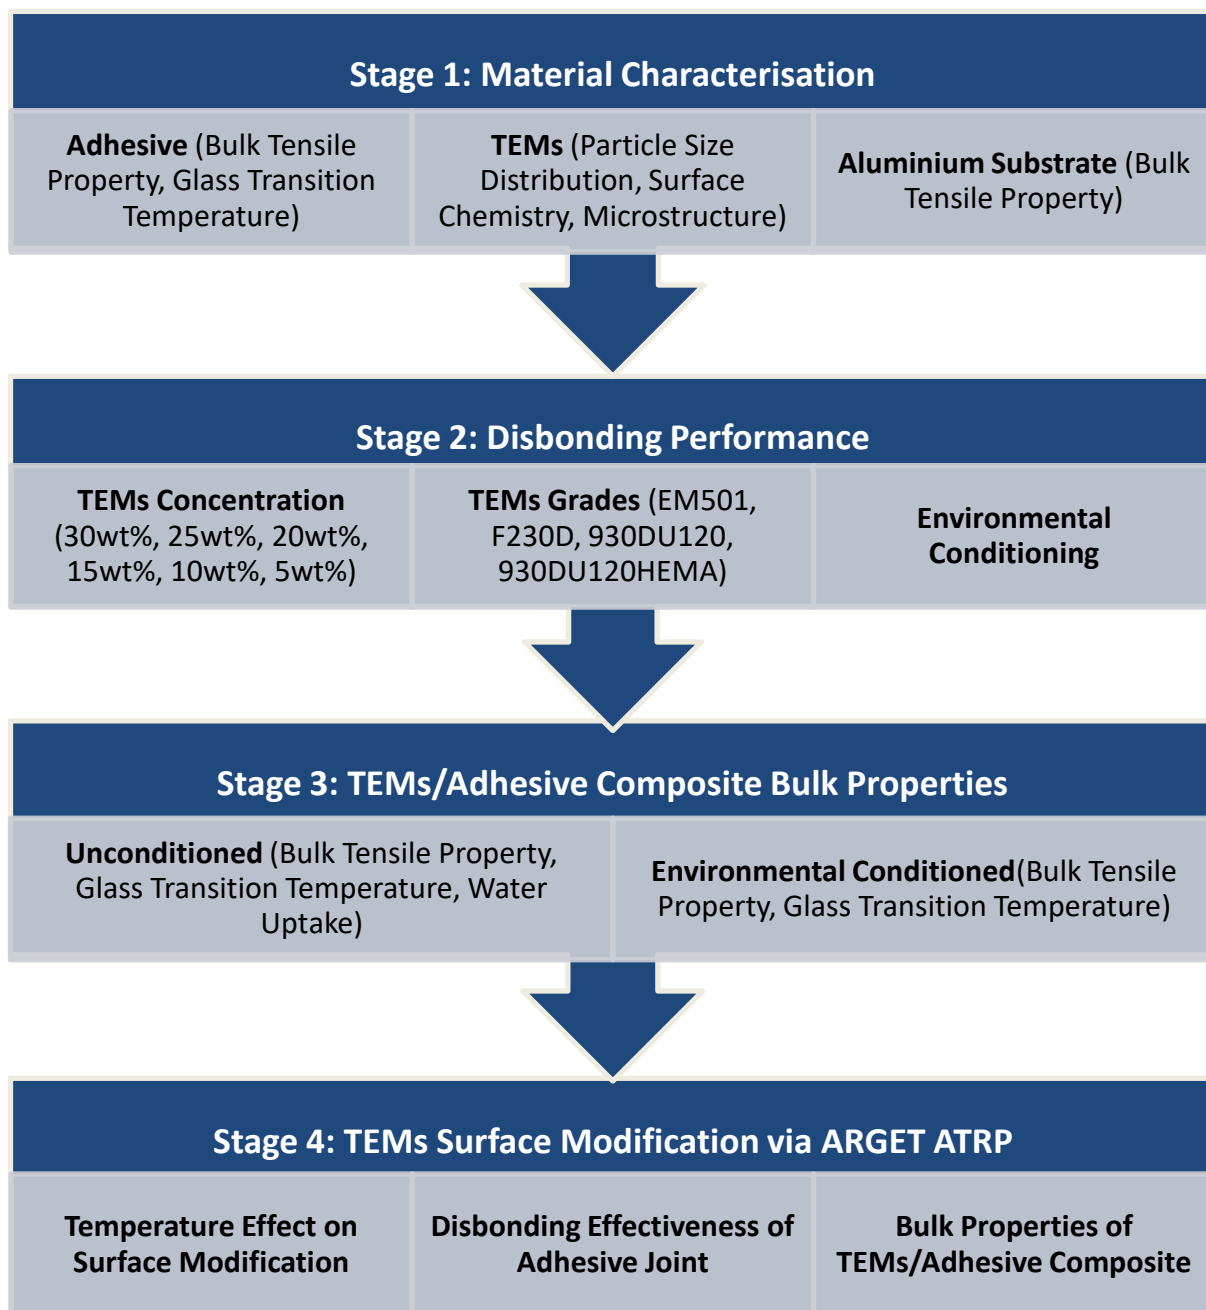 Stage 1: Material Characterisation
Adhesive (Bulk Tensile
Property, Glass Transition
Temperature)
TEMs (Particle Size
Distribution, Surface
Chemistry, Microstructure)
Aluminium Substrate (Bulk
Tensile Property)
Stage 2: Disbonding Performance
TEMs Concentration
(30wt%, 25wt%, 20wt%,
15wt%, 10wt%, 5wt%)
TEMs Grades (EM501,
F230D, 930DU120,
930DU120HEMA)
Environmental
Conditioning
Stage 3: TEMs/Adhesive Composite Bulk Properties
Unconditioned (Bulk Tensile Property,
Glass Transition Temperature, Water
Uptake)
Environmental Conditioned(Bulk Tensile
Property, Glass Transition Temperature)
Stage 4: TEMs Surface Modification via ARGET ATRP
Temperature Effect on
Surface Modification
Disbonding Effectiveness of
Adhesive Joint
Bulk Properties of
TEMs/Adhesive Composite